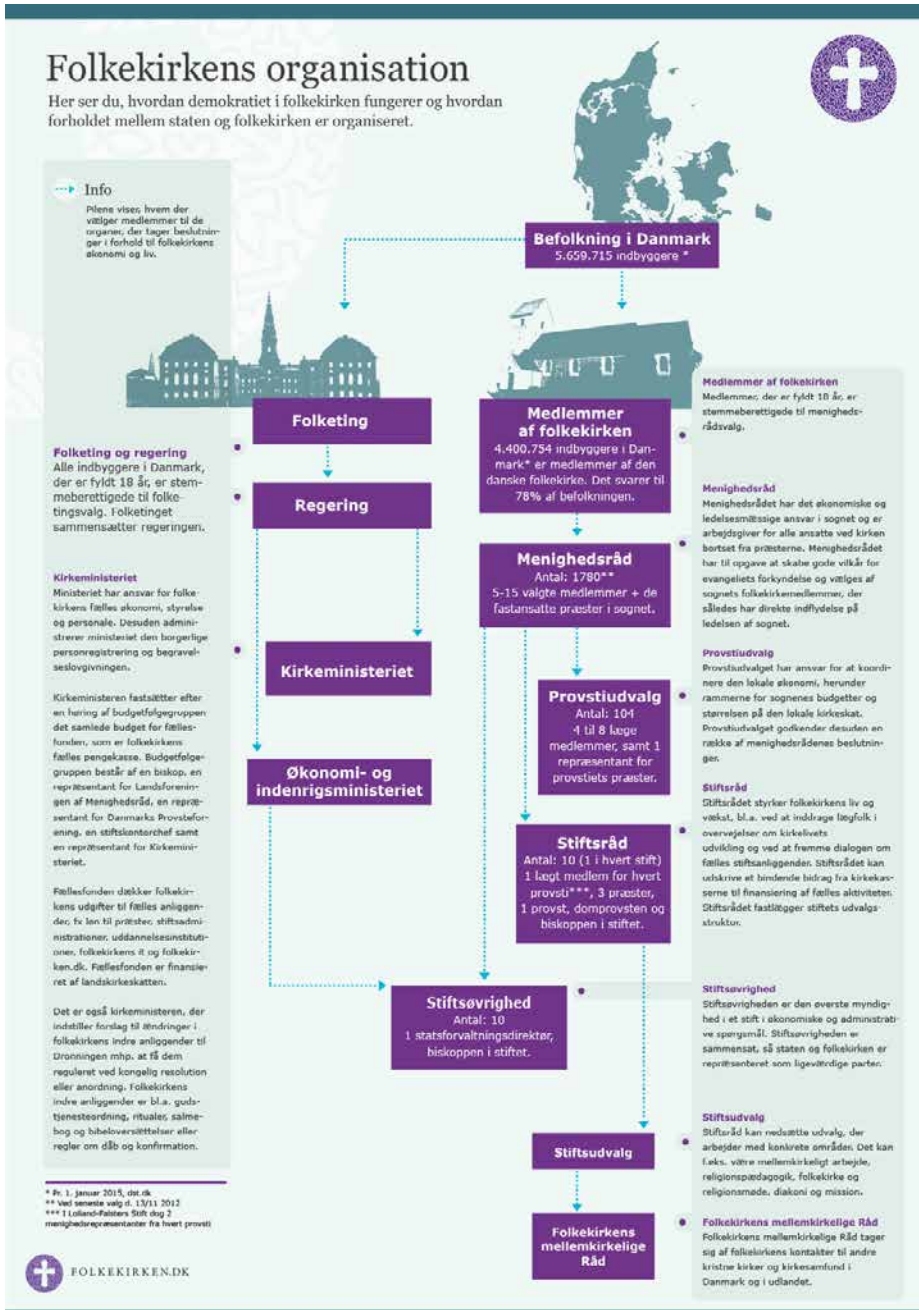 Folkekirkens organisation
Her ser du, hvordan demokratiet i folkekirken fungerer og hvordan
forholdet mellem staten og folkekirken er organiseret.
Info
Pilene viser, hvem der
vælger medlemmer til de
organer, der tager beslutnin-
ger i forhold til folkekirkens
økonomi og liv.
Befolkning i Danmark
5.659.715 indbyggere *
Folketing
Folketing og regering
Alle indbyggere i Danmark,
der er fyldt 18 år, er stem-
meberettigede til folke-
tingsvalg. Folketinget
sammensætter regeringen.
Regering
Kirkeministeriet
Ministeriet har ansvar for folke-
kirkens fælles økonomi, styrelse
og personale. Desuden admini-
strerer ministeriet den borgerlige
personregistrering og begravel-
seslovgivningen.
Kirkeministeren fastsætter efter
en høring af budgetfølgegruppen
det samlede budget for fælles-
fonden, som er folkekirkens
fælles pengekasse. Budgetfølge-
gruppen består af en biskop, en
repræsentant for Landsforenin-
gen af Menighedsråd, en repræ-
sentant for Danmarks Provstefor-
ening, en stiftskontorchef samt
en repræsentant for Kirkemini-
steriet.
Fællesfonden dækker folkekir-
kens udgifter til fælles anliggen-
der, fx løn til præster, stiftsadmi-
nistrationer, uddannelsesinstituti-
oner, folkekirkens it og folkekir-
ken.dk. Fællesfonden er finansie-
ret af landskirkeskatten.
Det er også kirkeministeren, der
indstiller forslag til ændringer i
folkekirkens indre anliggender til
Dronningen mhp. at få dem
reguleret ved kongelig resolution
eller anordning. Folkekirkens
indre anliggender er bl.a. guds-
tjenesteordning, ritualer, salme-
bog og bibeloversættelser eller
regler om dåb og konfirmation.
Kirkeministeriet
Økonomi- og
indenrigsministeriet
Medlemmer
af folkekirken
4.400.754 indbyggere i Dan-
mark* er medlemmer af den
danske folkekirke. Det svarer til
78% af befolkningen.
Menighedsråd
Antal: 1780**
5-15 valgte medlemmer + de
fastansatte præster i sognet.
Provstiudvalg
Antal: 104
4 til 8 læge
medlemmer, samt 1
repræsentant for
provstiets præster.
Stiftsråd
Antal: 10 (1 i hvert stift)
1 lægt medlem for hvert
provsti***, 3 præster,
1 provst, domprovsten og
biskoppen i stiftet.
Stiftsøvrighed
Antal: 10
1 statsforvaltningsdirektør,
biskoppen i stiftet.
Stiftsudvalg
Folkekirkens
mellemkirkelige
Råd
Medlemmer af folkekirken
Medlemmer, der er fyldt 18 år, er
stemmeberettigede til menigheds-
rådsvalg.
Menighedsråd
Menighedsrådet har det økonomiske og
ledelsesmæssige ansvar i sognet og er
arbejdsgiver for alle ansatte ved kirken
bortset fra præsterne. Menighedsrådet
har til opgave at skabe gode vilkår for
evangeliets forkyndelse og vælges af
sognets folkekirkemedlemmer, der
således har direkte indflydelse på
ledelsen af sognet.
Provstiudvalg
Provstiudvalget har ansvar for at koordi-
nere den lokale økonomi, herunder
rammerne for sognenes budgetter og
størrelsen på den lokale kirkeskat.
Provstiudvalget godkender desuden en
række af menighedsrådenes beslutnin-
ger.
Stiftsråd
Stiftsrådet styrker folkekirkens liv og
vækst, bl.a. ved at inddrage lægfolk i
overvejelser om kirkelivets
udvikling og ved at fremme dialogen om
fælles stiftsanliggender. Stiftsrådet kan
udskrive et bindende bidrag fra kirkekas-
serne til finansiering af fælles aktiviteter.
Stiftsrådet fastlægger stiftets udvalgs-
struktur.
Stiftsøvrighed
Stiftsøvrigheden er den øverste myndig-
hed i et stift i økonomiske og administrati-
ve spørgsmål. Stiftsøvrigheden er
sammensat, så staten og folkekirken er
repræsenteret som ligeværdige parter.
Stiftsudvalg
Stiftsråd kan nedsætte udvalg, der
arbejder med konkrete områder. Det kan
f.eks. være mellemkirkeligt arbejde,
religionspædagogik, folkekirke og
religionsmøde, diakoni og mission.
Folkekirkens mellemkirkelige Råd
Folkekirkens mellemkirkelige Råd tager
sig af folkekirkens kontakter til andre
kristne kirker og kirkesamfund i
Danmark og i udlandet.
* Pr. 1. januar 2015, dst.dk
** Ved seneste valg d. 13/11 2012
*** I Lolland-Falsters Stift dog 2
menighedsrepræsentanter fra hvert provsti
FOLKEKIRKEN.DK